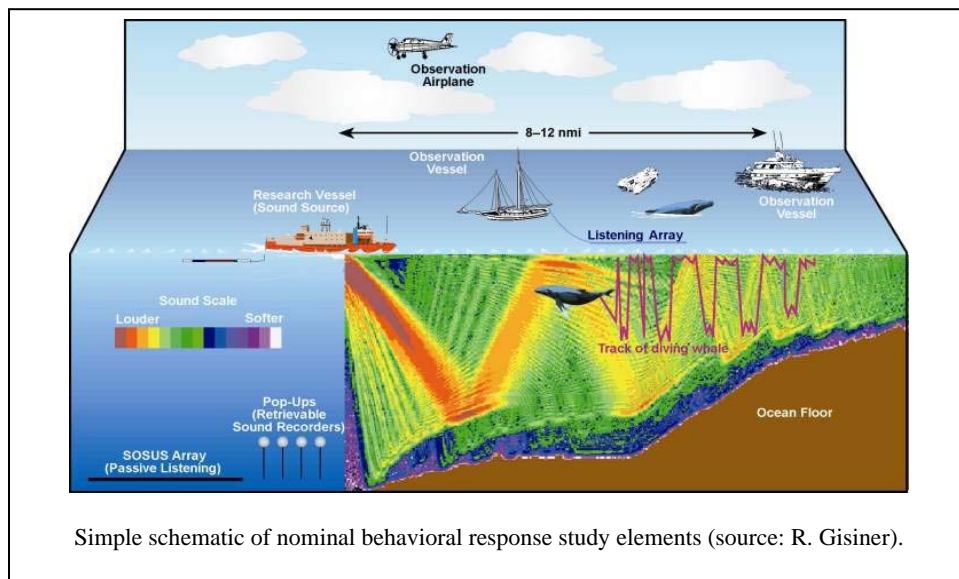 Observation
Airplane
8–12 nmi
Observation
Vessel
Research Vessel
(Sound Source)
Observation
Vessel
Listening Array
Sound Scale
Louder Softer
Track of diving whale
Pop-Ups
(Retrievable
Sound Recorders)
Ocean Floor
SOSUS Array
(Passive Listening)
Simple schematic of nominal behavioral response study elements (source: R. Gisiner).